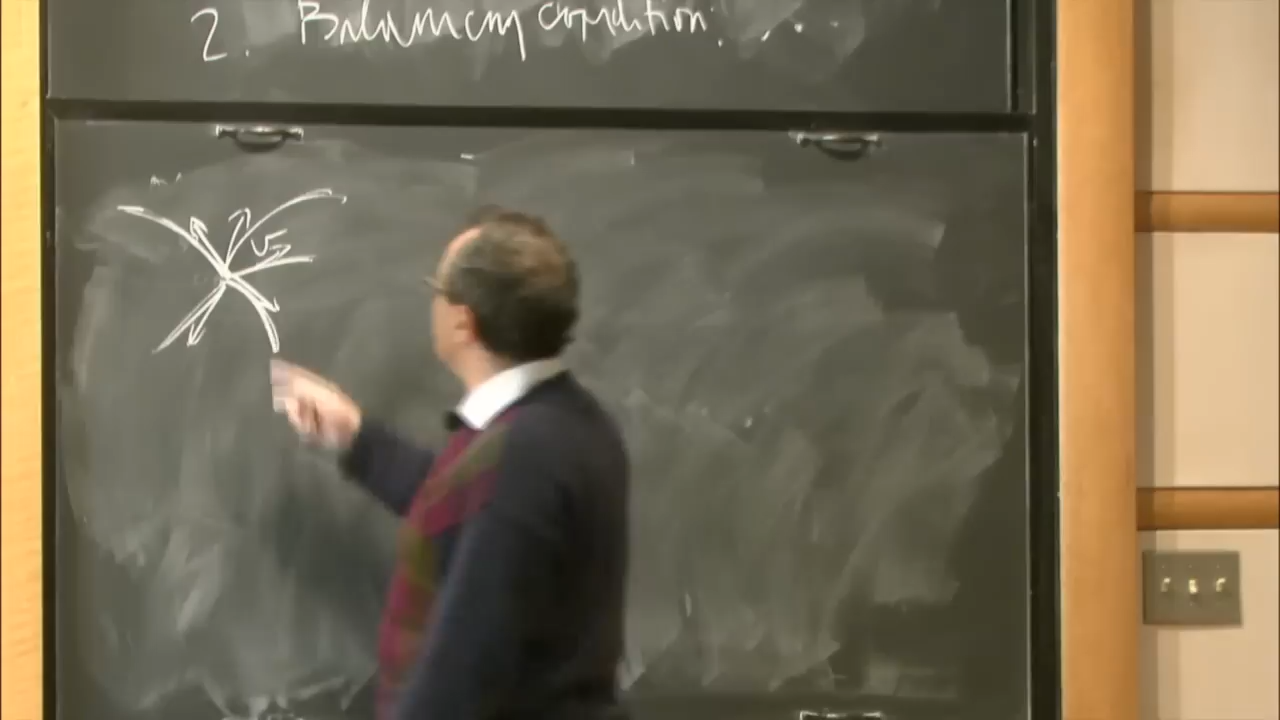 2. Balancing condition. . . .